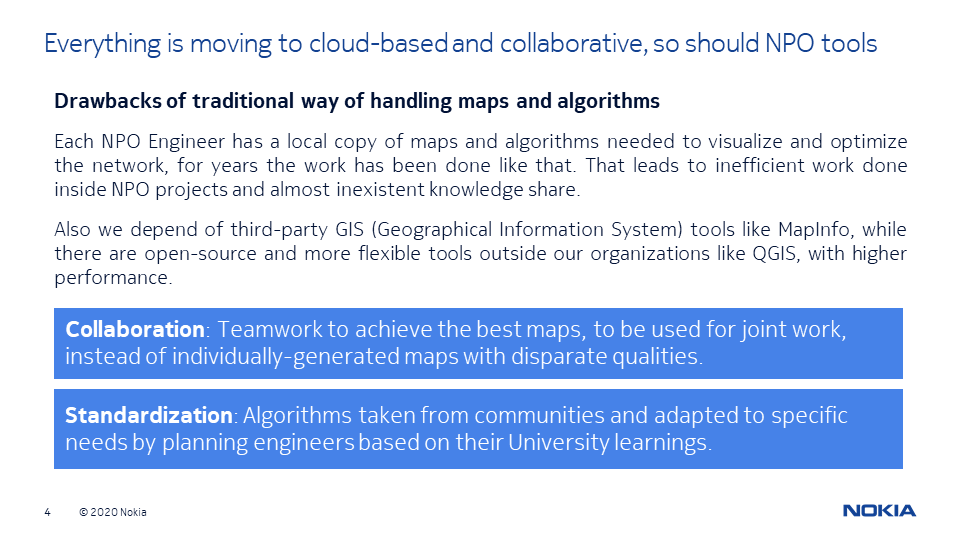 Everything is moving to cloud-based and collaborative, so should NPO tools
Drawbacks of traditional way of handling maps and algorithms
Each NPO Engineer has a local copy of maps and algorithms needed to visualize and optimize
the network, for years the work has been done like that. That leads to inefficient work done
inside NPO projects and almost inexistent knowledge share.
Also we depend of third-party GIS (Geographical Information System) tools like MapInfo, while
there are open-source and more flexible tools outside our organizations like QGIS, with higher
performance.
Collaboration: Teamwork to achieve the best maps, to be used for joint work,
instead of individually-generated maps with disparate qualities.
Standardization: Algorithms taken from communities and adapted to specific
needs by planning engineers based on their University learnings.
4 © 2020 Nokia
NOKIA